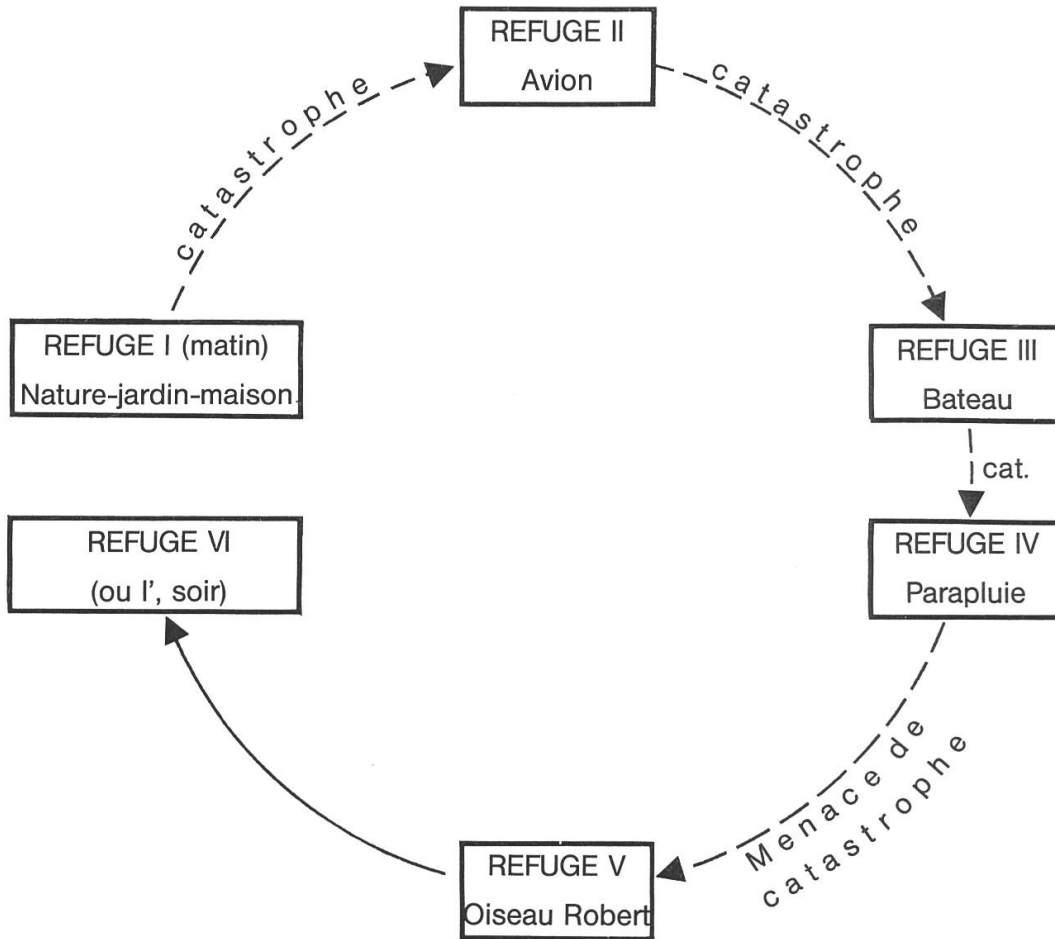 REFUGE II
Avion
catastrophe
catastrophe
REFUGE I (matin)
Nature-jardin-maison
REFUGE III
Bateau
cat.
REFUGE VI
(ou I', soir)
REFUGE IV
Parapluie
Menace de
catastrophe
REFUGE V
Oiseau Robert